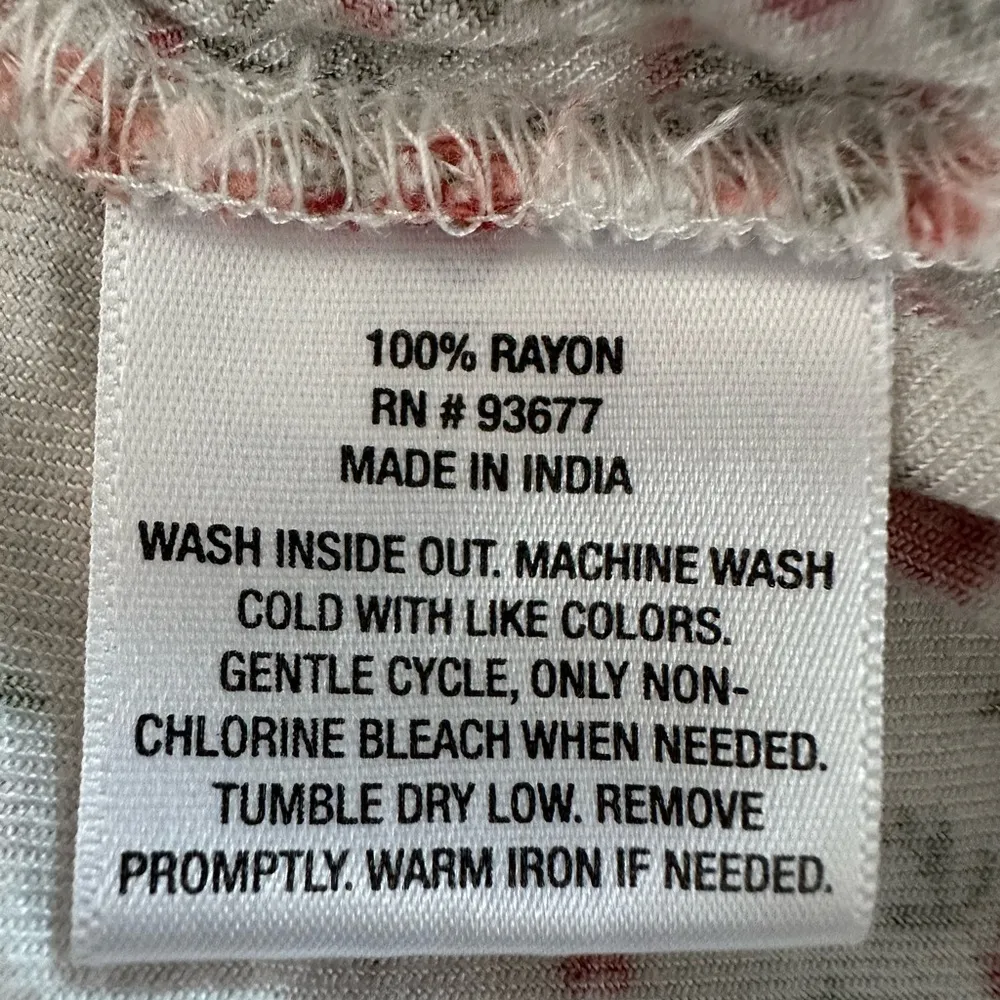 100% RAYON
RN # 93677
MADE IN INDIA
WASH INSIDE OUT. MACHINE WASH
COLD WITH LIKE COLORS.
GENTLE CYCLE, ONLY NON-
CHLORINE BLEACH WHEN NEEDED.
TUMBLE DRY LOW. REMOVE
PROMPTLY. WARM IRON IF NEEDED.